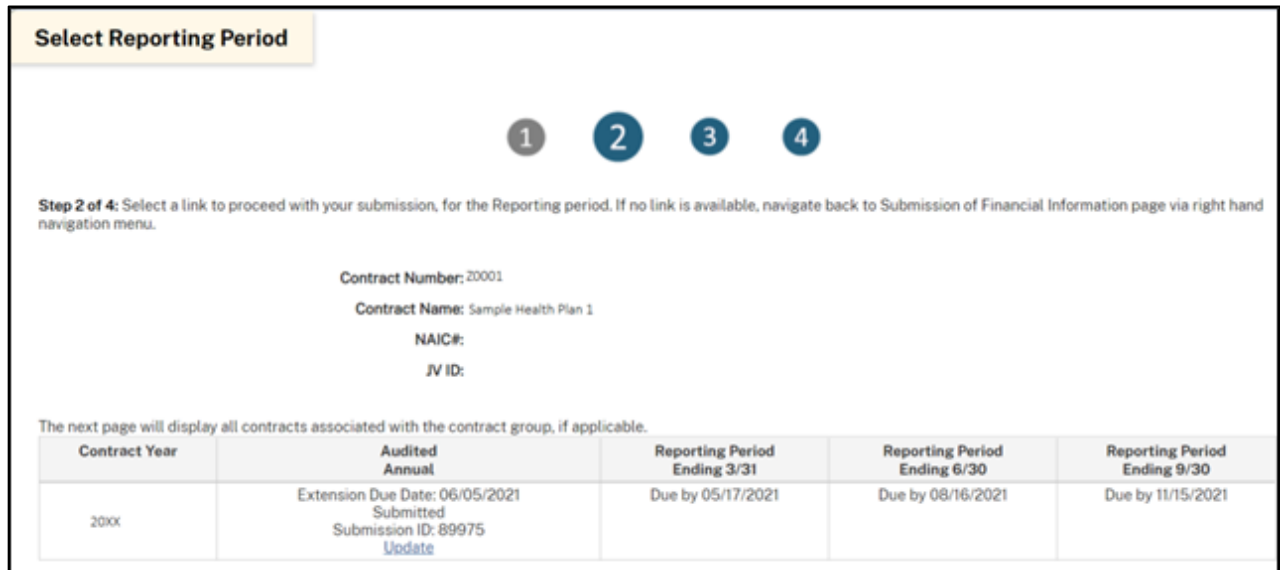 Select Reporting Period
1 2 3 4
Step 2 of 4: Select a link to proceed with your submission, for the Reporting period. If no link is available, navigate back to Submission of Financial Information page via right hand
navigation menu.
Contract Number: Z0001
Contract Name: Sample Health Plan 1
NAIC#:
JV ID:
The next page will display all contracts associated with the contract group, if applicable.
Contract Year Audited Reporting Period Reporting Period Reporting Period
Annual Ending 3/31 Ending 6/30 Ending 9/30
Extension Due Date: 06/05/2021 Due by 05/17/2021 Due by 08/16/2021 Due by 11/15/2021
Submitted
20XX
Submission ID: 89975
Update